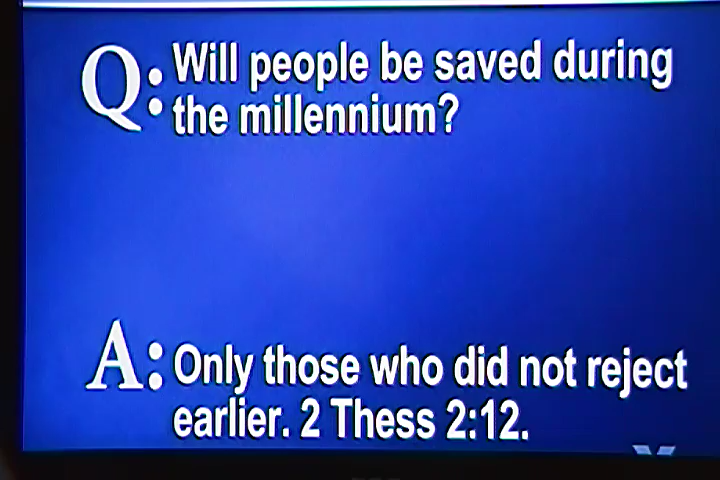 Q: Will people be saved during
the millennium?
A: Only those who did not reject
earlier. 2 Thess 2:12.